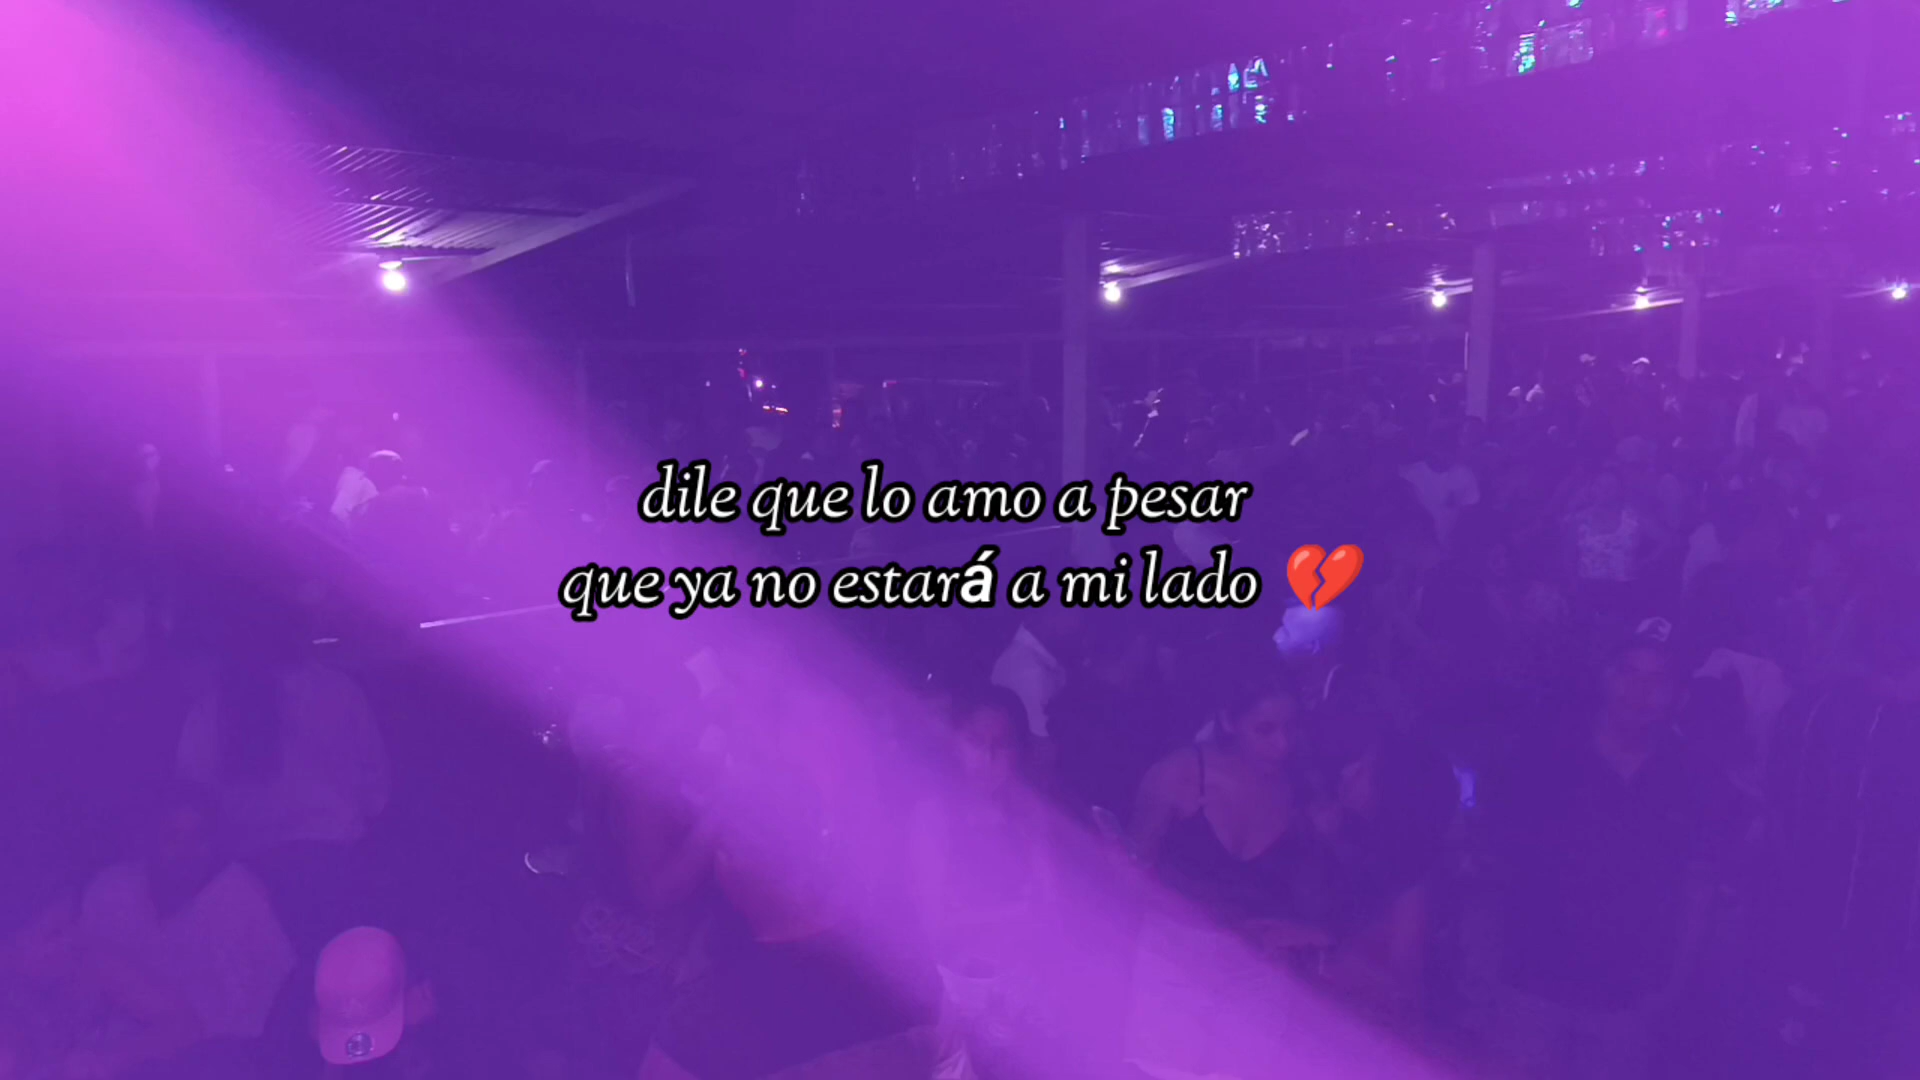 dile que lo amo a pesar
que ya no estará a mi lado 💔